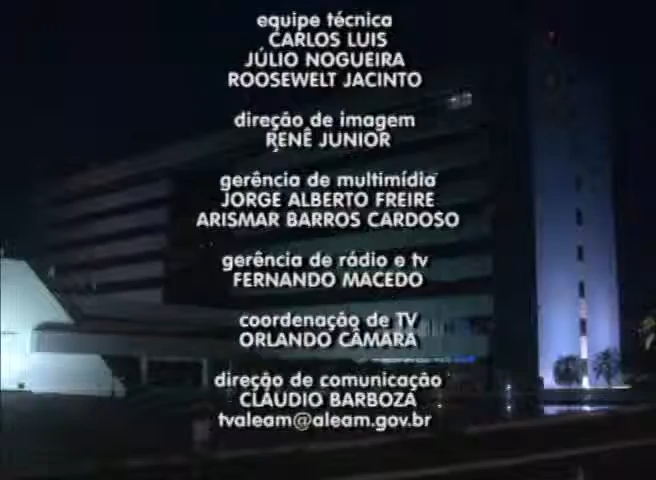 equipe técnica
CARLOS LUIS
JÚLIO NOGUEIRA
ROOSEWELT JACINTO
direção de imagem
RENÊ JUNIOR
gerência de multimídia
JORGE ALBERTO FREIRE
ARISMAR BARROS CARDOSO
gerência de rádio e tv
FERNANDO MACEDO
coordenação de TV
ORLANDO CÂMARA
direção de comunicação
CLÁUDIO BARBOZA
tvaleam@aleam.gov.br